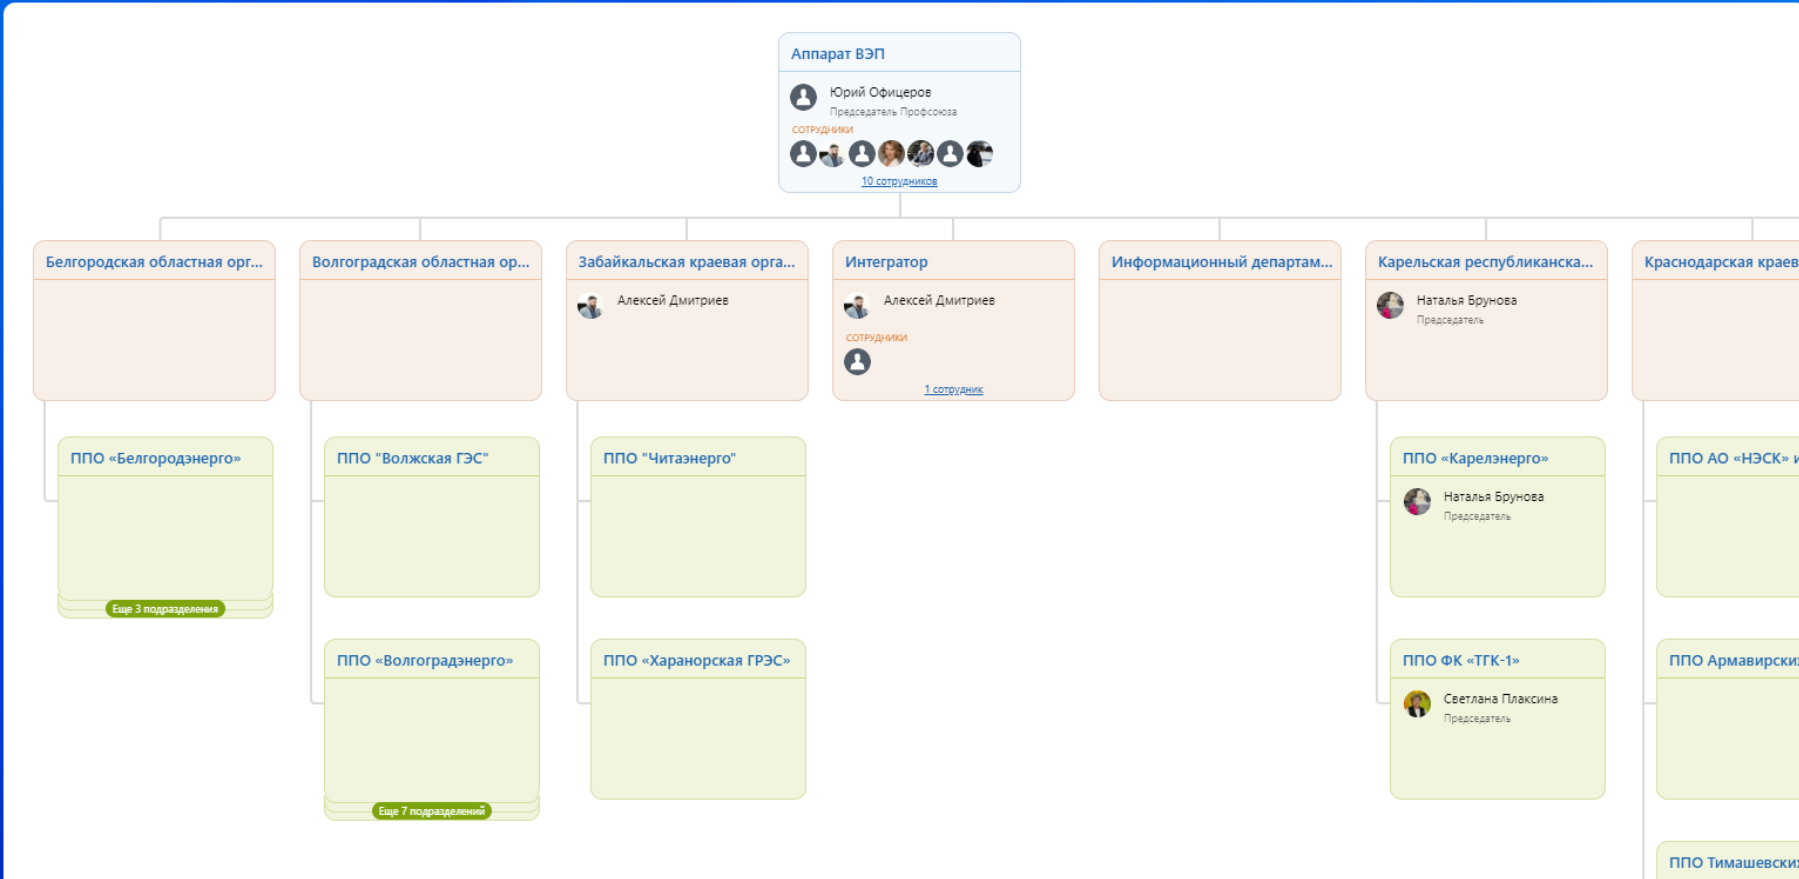 Аппарат ВЭП
Юрий Офицеров
Председатель Профсоюза
СОТРУДНИКИ
10 сотрудников
Белгородская областная орг...
Волгоградская областная ор...
Забайкальская краевая орга...
Алексей Дмитриев
Интегратор
Алексей Дмитриев
СОТРУДНИКИ
1 сотрудник
Информационный департам...
Карельская республиканска...
Наталья Брунова
Председатель
Краснодарская краев
ППО «Белгородэнерго»
Еще 3 подразделения
ППО "Волжская ГЭС"
ППО "Читаэнерго"
ППО «Карелэнерго»
Наталья Брунова
Председатель
ППО АО «НЭСК» и
ППО «Волгоградэнерго»
Еще 7 подразделений
ППО «Харанорская ГРЭС»
ППО ФК «ТГК-1»
Светлана Плаксина
Председатель
ППО Армавирских
ППО Тимашевских